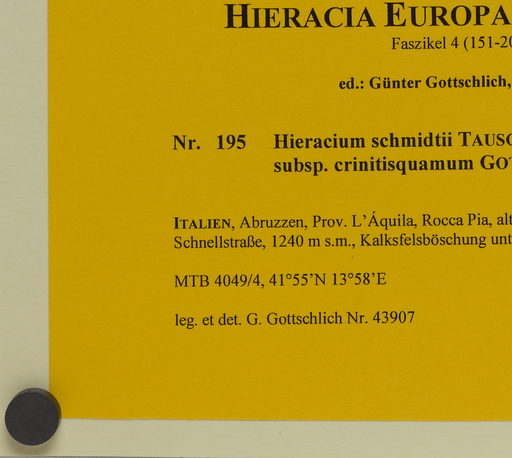 HIERACIA EUROPA
Faszikel 4 (151-20
ed.: Günter Gottschlich,
Nr. 195 Hieracium schmidtii TAUSC
subsp. crinitisquamum GOT
ITALIEN, Abruzzen, Prov. L'Áquila, Rocca Pia, alt
Schnellstraße, 1240 m s.m., Kalksfelsböschung unt
MTB 4049/4, 41°55'N 13°58'E
leg. et det. G. Gottschlich Nr. 43907